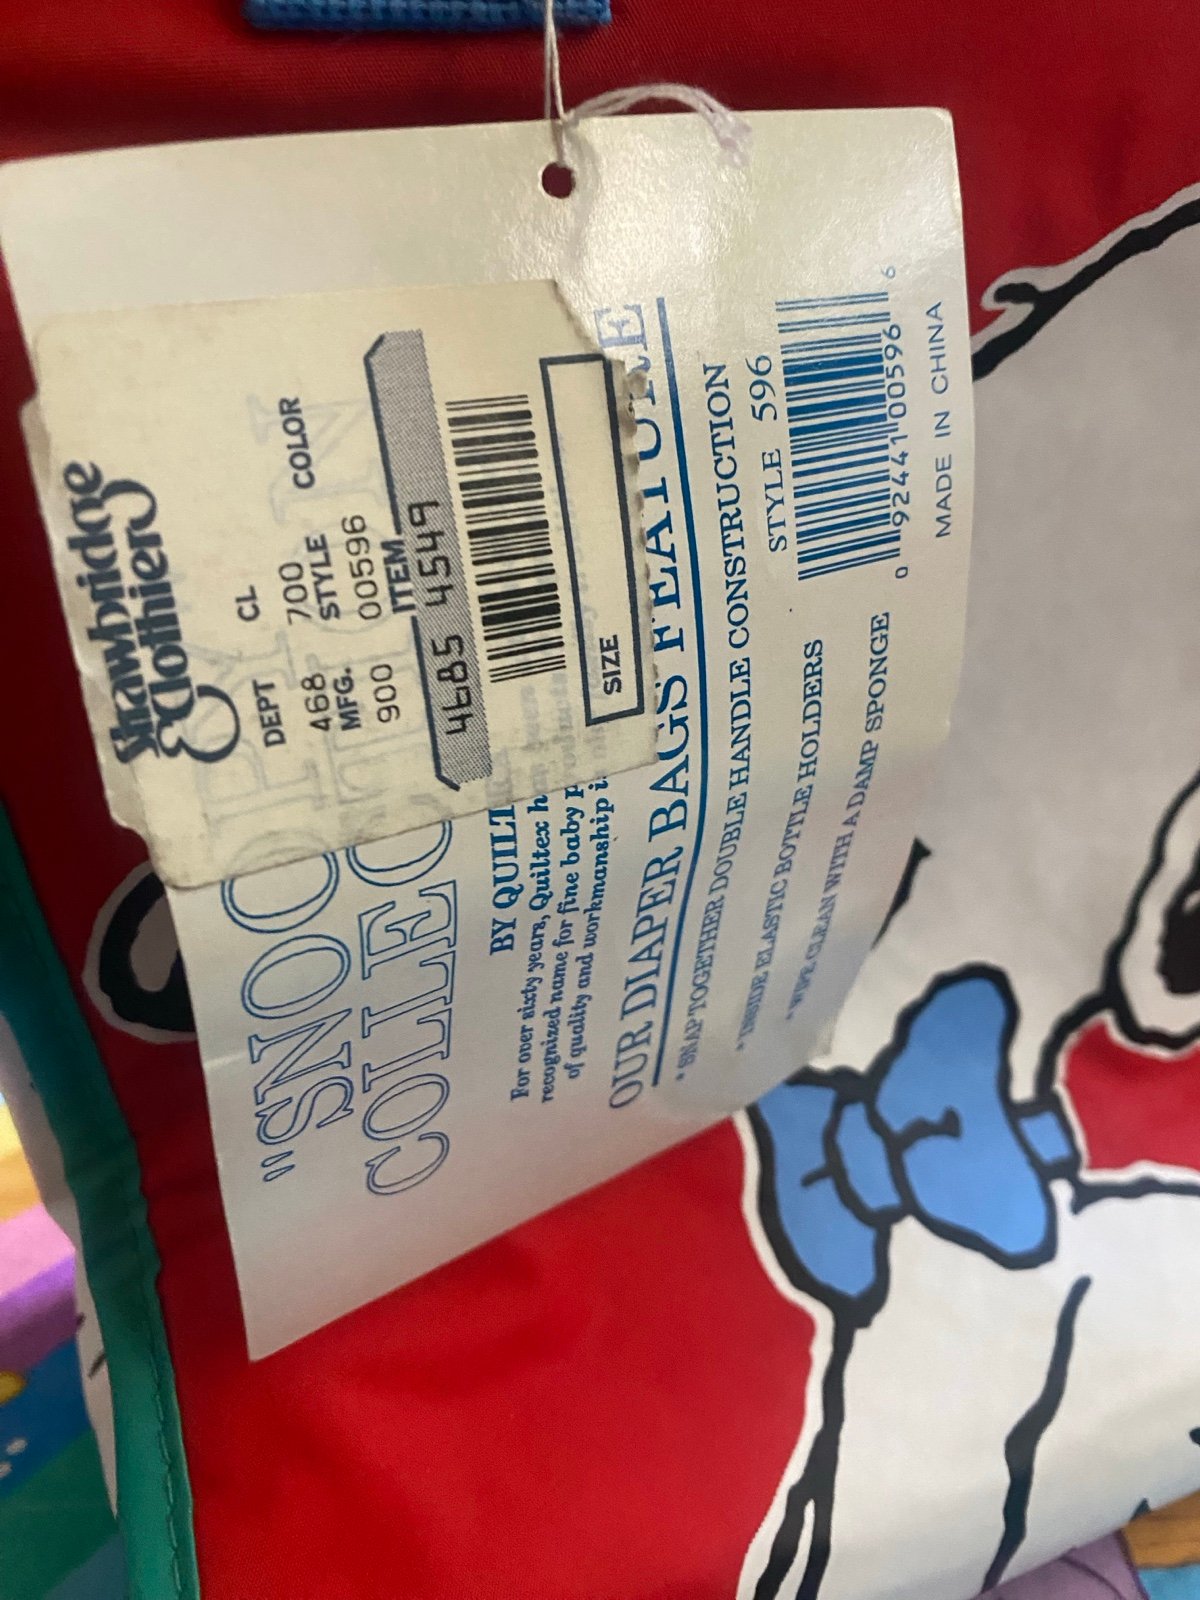 Strawbridge
& Clothier
DEPT CL
468 700
MFG. STYLE COLOR
900 00596
ITEM
4685 4549
SIZE
"SNOO
COLLEC
BY QUILT
For over sixty years, Quiltex h
recognized name for fine baby p
of quality and workmanship i
OUR DIAPER BAGS FEATURE
* SNAP TOGETHER DOUBLE HANDLE CONSTRUCTION
* INSIDE ELASTIC BOTTLE HOLDERS
* WIPE CLEAN WITH A DAMP SPONGE
STYLE 596
0 92441 00596 6
MADE IN CHINA